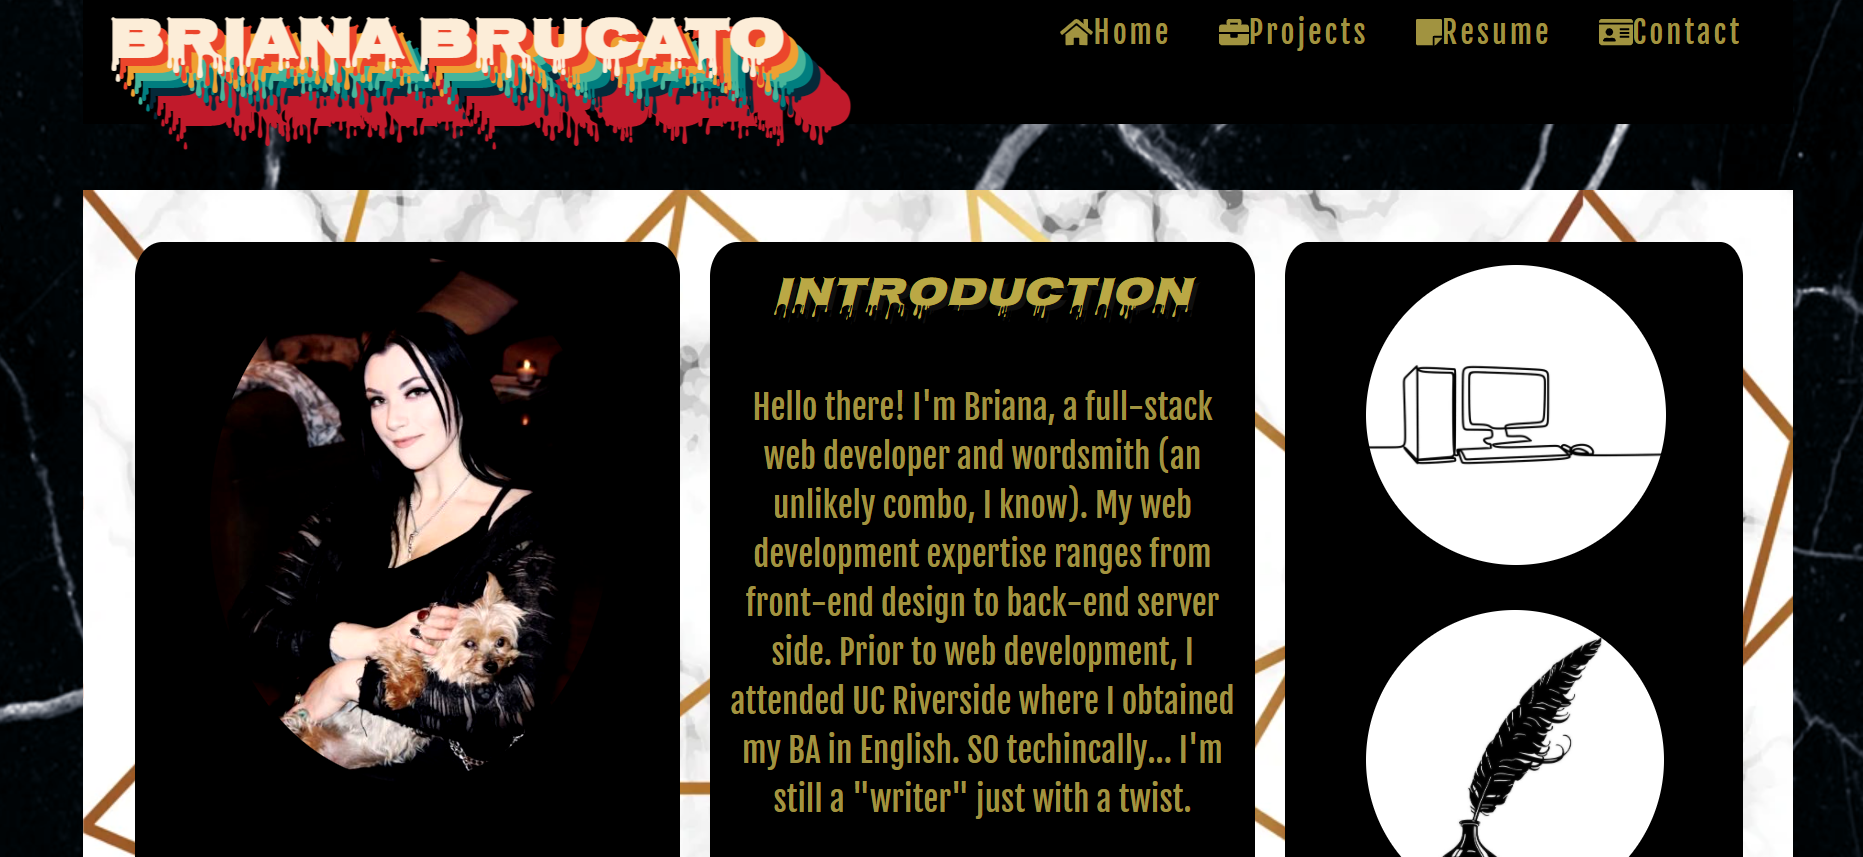 BRIANA BRUCATO
Home Projects Resume Contact
INTRODUCTION
Hello there! I'm Briana, a full-stack
web developer and wordsmith (an
unlikely combo, I know). My web
development expertise ranges from
front-end design to back-end server
side. Prior to web development, I
attended UC Riverside where I obtained
my BA in English. SO techincally... I'm
still a "writer" just with a twist.